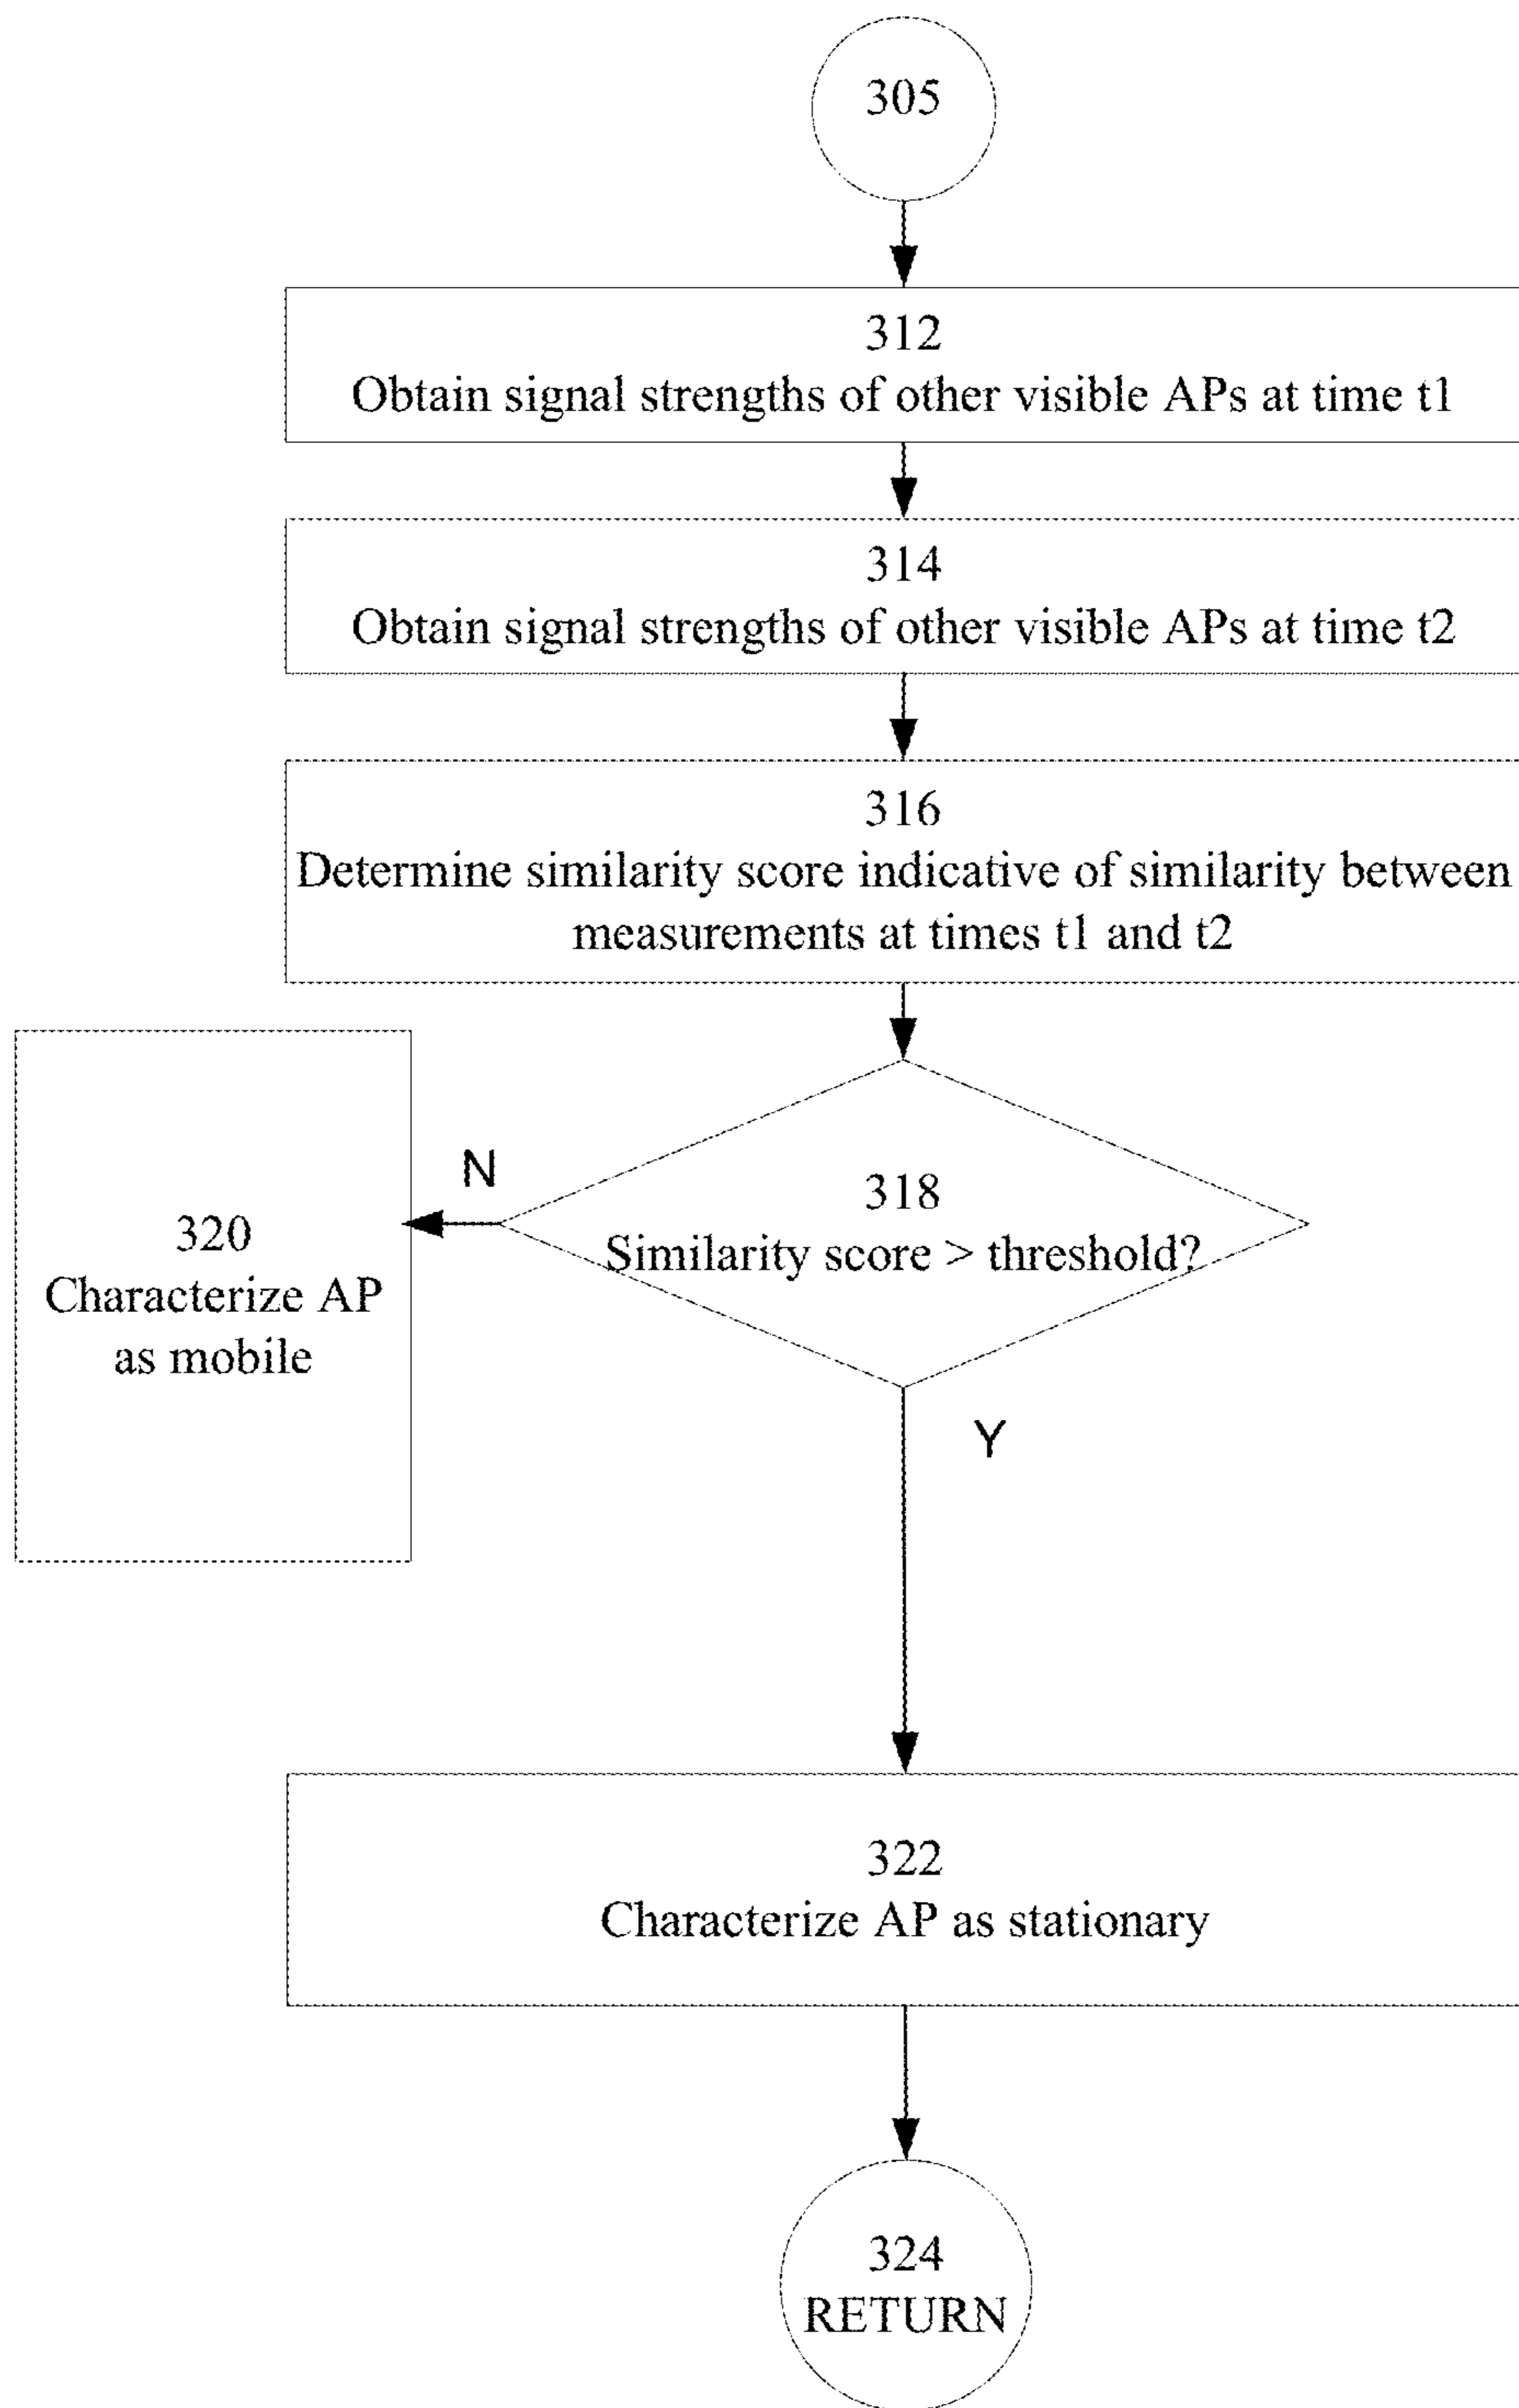 305
312
Obtain signal strengths of other visible APs at time t1
314
Obtain signal strengths of other visible APs at time t2
316
Determine similarity score indicative of similarity between
measurements at times t1 and t2
N
318
Similarity score > threshold?
320
Characterize AP
as mobile
Y
322
Characterize AP as stationary
324
RETURN